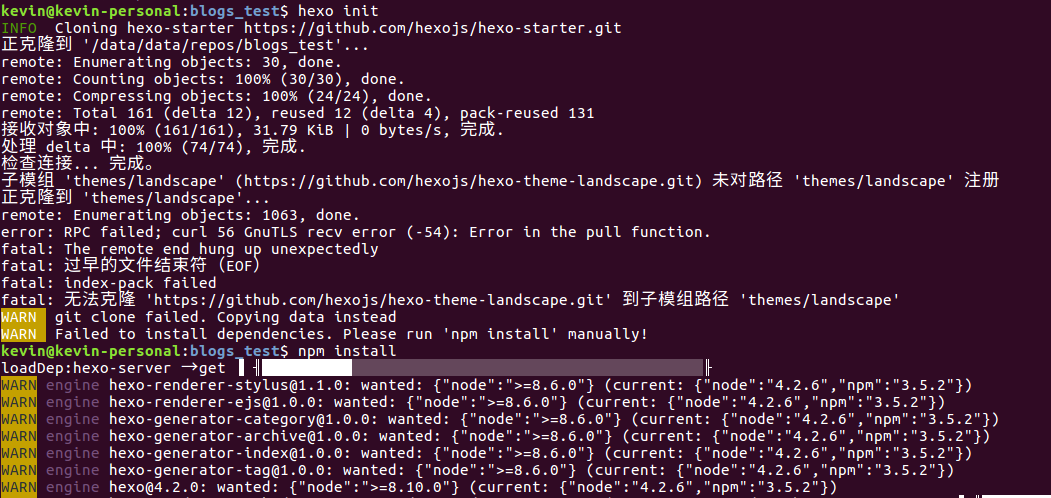 kevin@kevin-personal:blogs_test$ hexo init
INFO  Cloning hexo-starter https://github.com/hexojs/hexo-starter.git
正克隆到 '/data/data/repos/blogs_test'...
remote: Enumerating objects: 30, done.
remote: Counting objects: 100% (30/30), done.
remote: Compressing objects: 100% (24/24), done.
remote: Total 161 (delta 12), reused 12 (delta 4), pack-reused 131
接收对象中: 100% (161/161), 31.79 KiB | 0 bytes/s, 完成.
处理 delta 中: 100% (74/74), 完成.
检查连接... 完成。
子模组 'themes/landscape' (https://github.com/hexojs/hexo-theme-landscape.git) 未对路径 'themes/landscape' 注册
正克隆到 'themes/landscape'...
remote: Enumerating objects: 1063, done.
error: RPC failed; curl 56 GnuTLS recv error (-54): Error in the pull function.
fatal: The remote end hung up unexpectedly
fatal: 过早的文件结束符（EOF）
fatal: index-pack failed
fatal: 无法克隆 'https://github.com/hexojs/hexo-theme-landscape.git' 到子模组路径 'themes/landscape'
WARN  git clone failed. Copying data instead
WARN  Failed to install dependencies. Please run 'npm install' manually!
kevin@kevin-personal:blogs_test$ npm install
loadDep:hexo-server → get
WARN engine hexo-renderer-stylus@1.1.0: wanted: {"node":">=8.6.0"} (current: {"node":"4.2.6","npm":"3.5.2"})
WARN engine hexo-renderer-ejs@1.0.0: wanted: {"node":">=8.6.0"} (current: {"node":"4.2.6","npm":"3.5.2"})
WARN engine hexo-generator-category@1.0.0: wanted: {"node":">=8.6.0"} (current: {"node":"4.2.6","npm":"3.5.2"})
WARN engine hexo-generator-archive@1.0.0: wanted: {"node":">=8.6.0"} (current: {"node":"4.2.6","npm":"3.5.2"})
WARN engine hexo-generator-index@1.0.0: wanted: {"node":">=8.6.0"} (current: {"node":"4.2.6","npm":"3.5.2"})
WARN engine hexo-generator-tag@1.0.0: wanted: {"node":">=8.6.0"} (current: {"node":"4.2.6","npm":"3.5.2"})
WARN engine hexo@4.2.0: wanted: {"node":">=8.10.0"} (current: {"node":"4.2.6","npm":"3.5.2"})